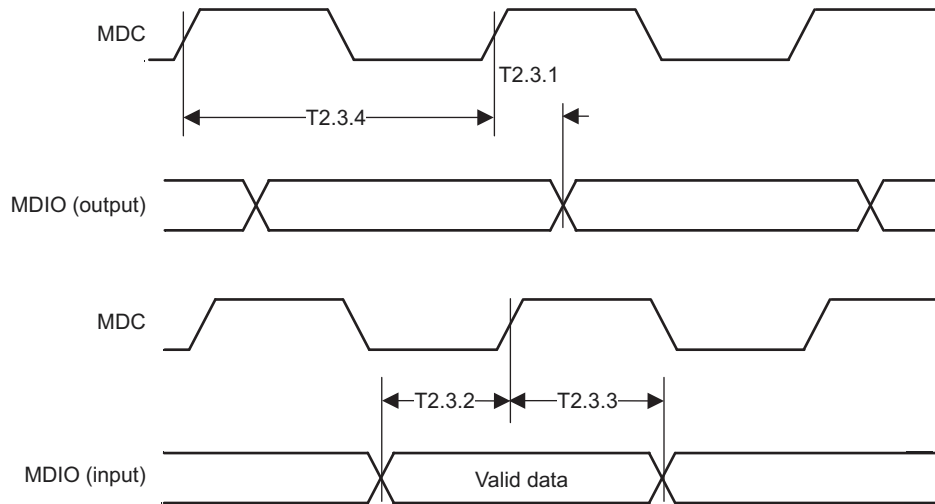 MDC
T2.3.1
T2.3.4
MDIO (output)
MDC
T2.3.2
T2.3.3
MDIO (input)
Valid data